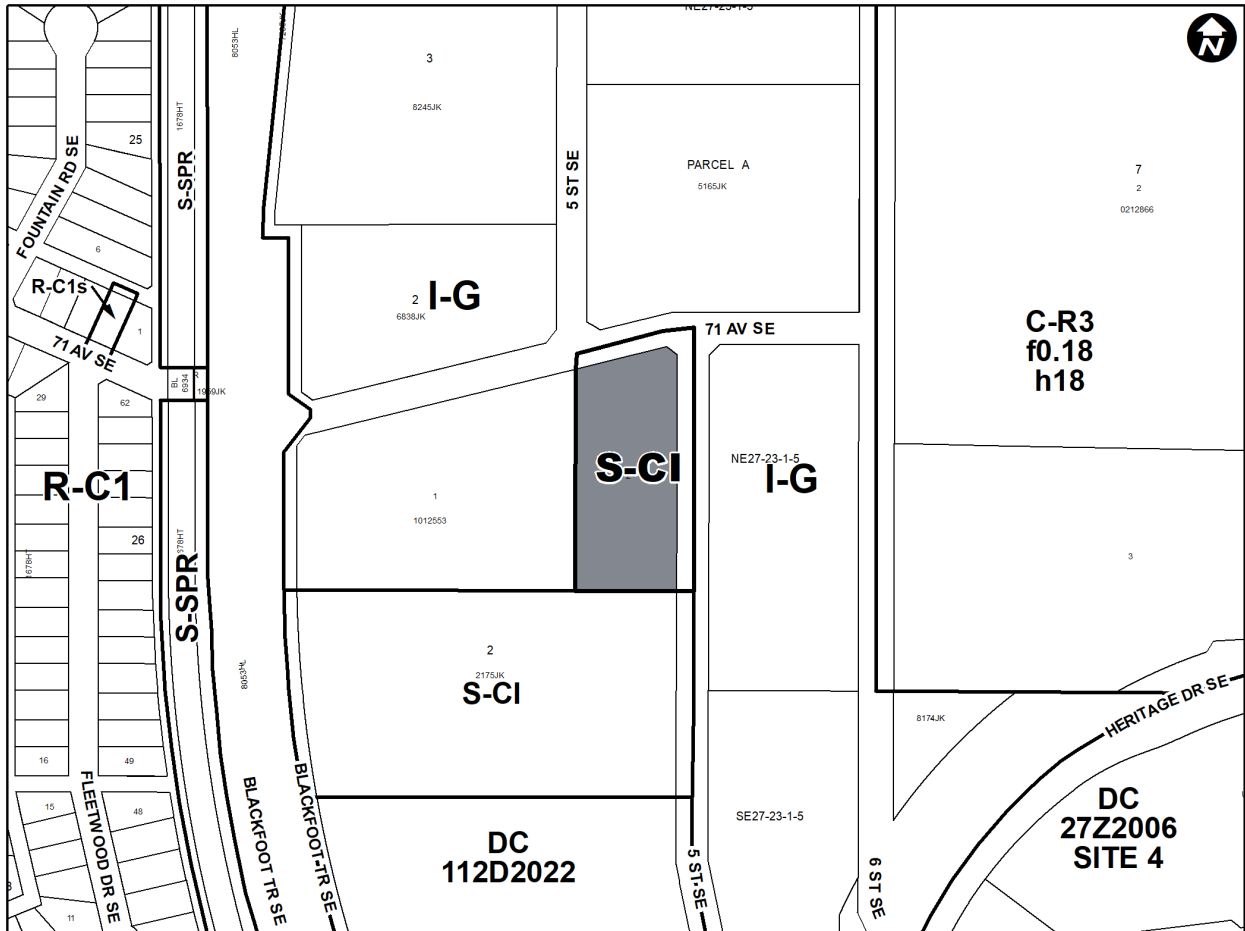 NE27-23-1-5
N
8053HL
3
8245JK
1678HT
25
S-SPR
FOUNTAIN RD SE
5 ST SE
PARCEL A
5165JK
7
2
0212866
6
R-C1s
1
71 AV SE
2
I-G
6838JK
71 AV SE
C-R3
f0.18
h18
BL
6934
R
1959JK
29
62
R-C1
S-CI
NE27-23-1-5
I-G
1
1012553
26
1678HT
1678HT
S-SPR
3
2
2175JK
S-CI
8053HL
HERITAGE DR SE
8174JK
16
49
15
48
FLEETWOOD DR SE
BLACKFOOT TR SE
BLACKFOOT TR SE
DC
112D2022
SE27-23-1-5
DC
27Z2006
SITE 4
5 ST SE
6 ST SE
11